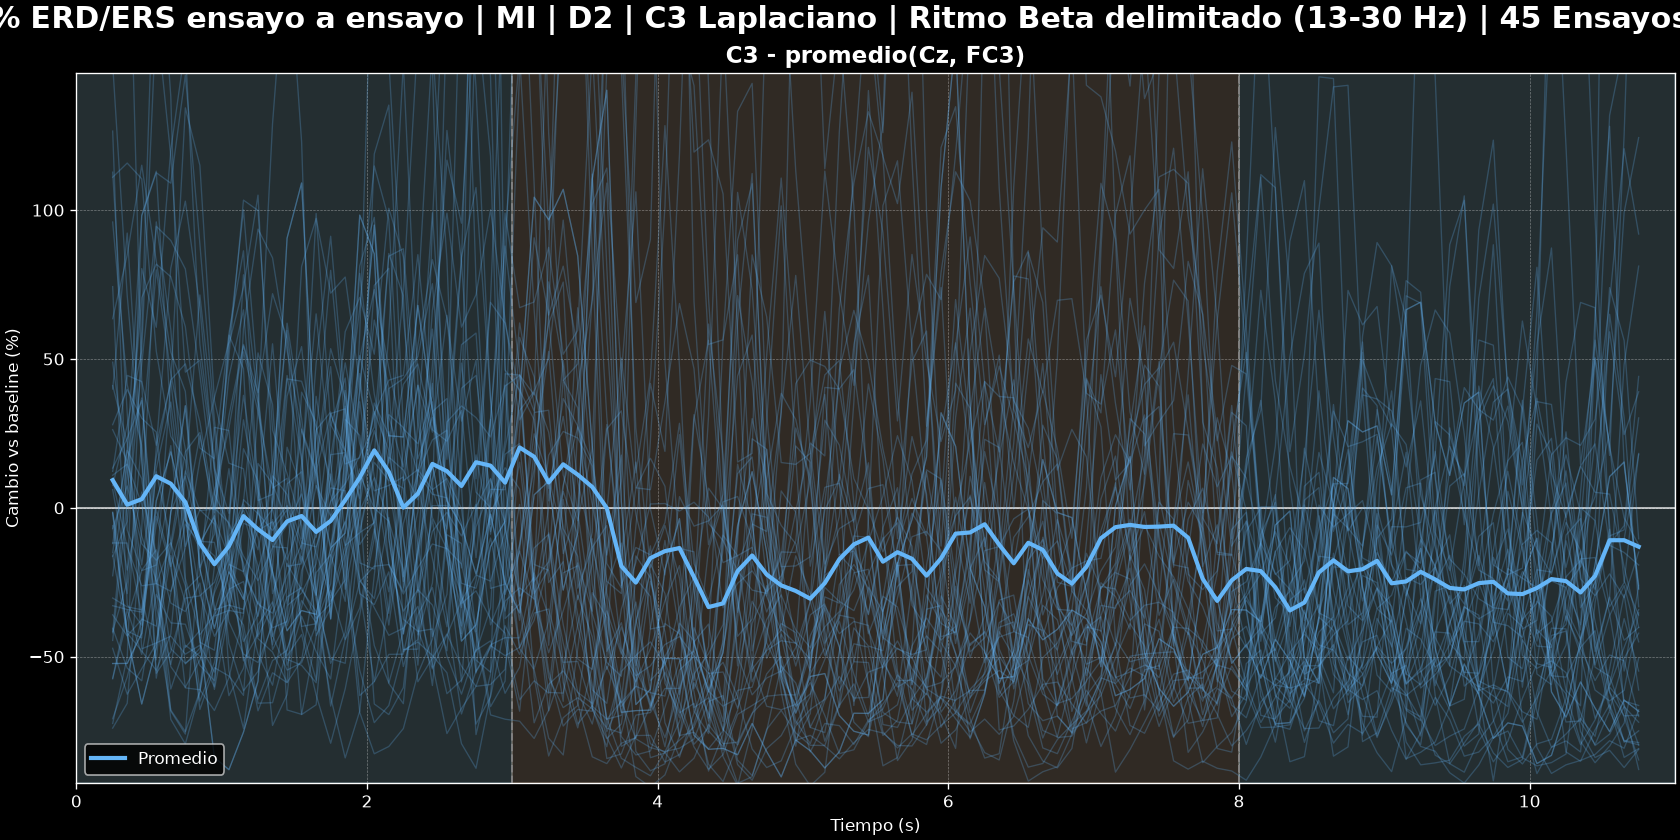 % ERD/ERS ensayo a ensayo | MI | D2 | C3 Laplaciano | Ritmo Beta delimitado (13-30 Hz) | 45 Ensayos
C3 - promedio(Cz, FC3)
Cambio vs baseline (%)
100
50
0
−50
Promedio
0 2 4 6 8 10
Tiempo (s)